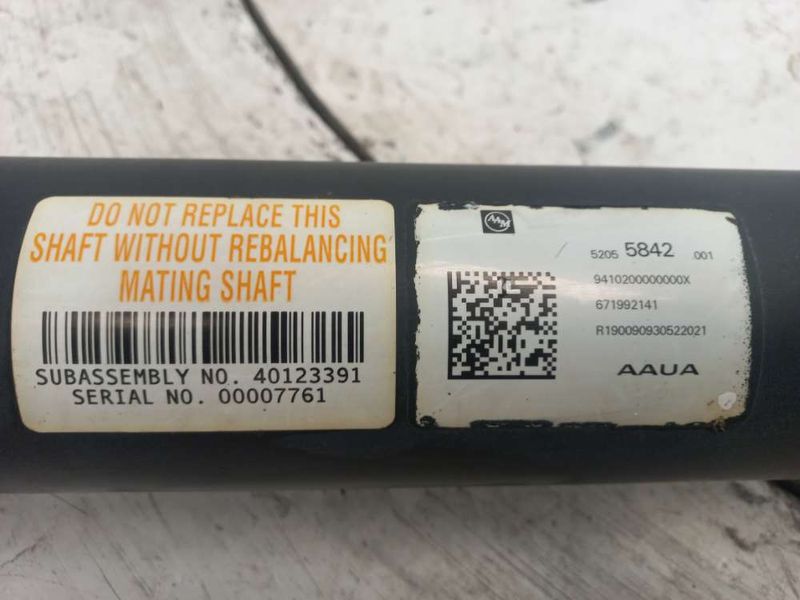 DO NOT REPLACE THIS
SHAFT WITHOUT REBALANCING
MATING SHAFT
SUBASSEMBLY NO. 40123391
SERIAL NO. 00007761
AAM
5205 5842 001
9410200000000X
671992141
R190090930522021
AAUA